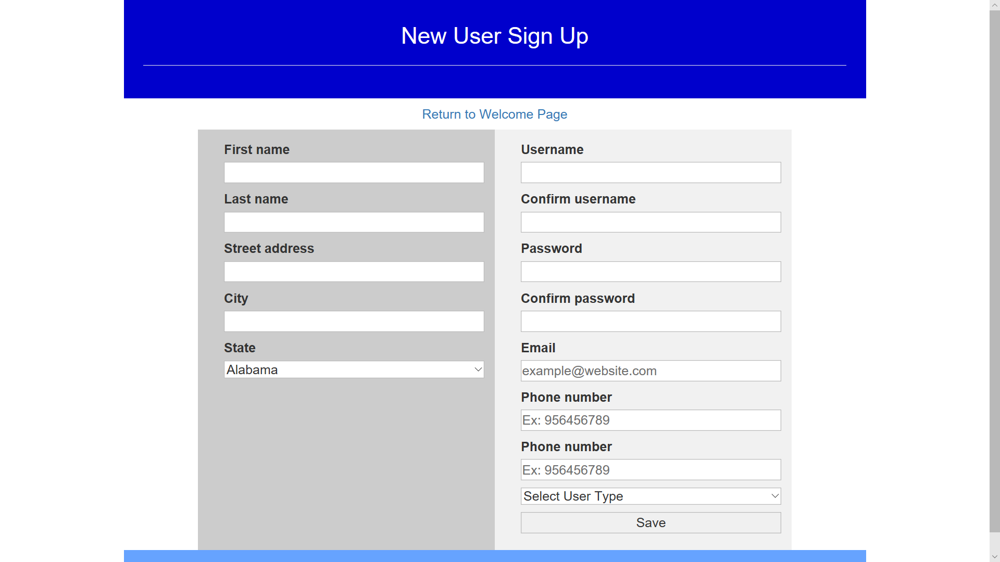 New User Sign Up
Return to Welcome Page
First name
Last name
Street address
City
State
Alabama
Username
Confirm username
Password
Confirm password
Email
example@website.com
Phone number
Ex: 956456789
Phone number
Ex: 956456789
Select User Type
Save